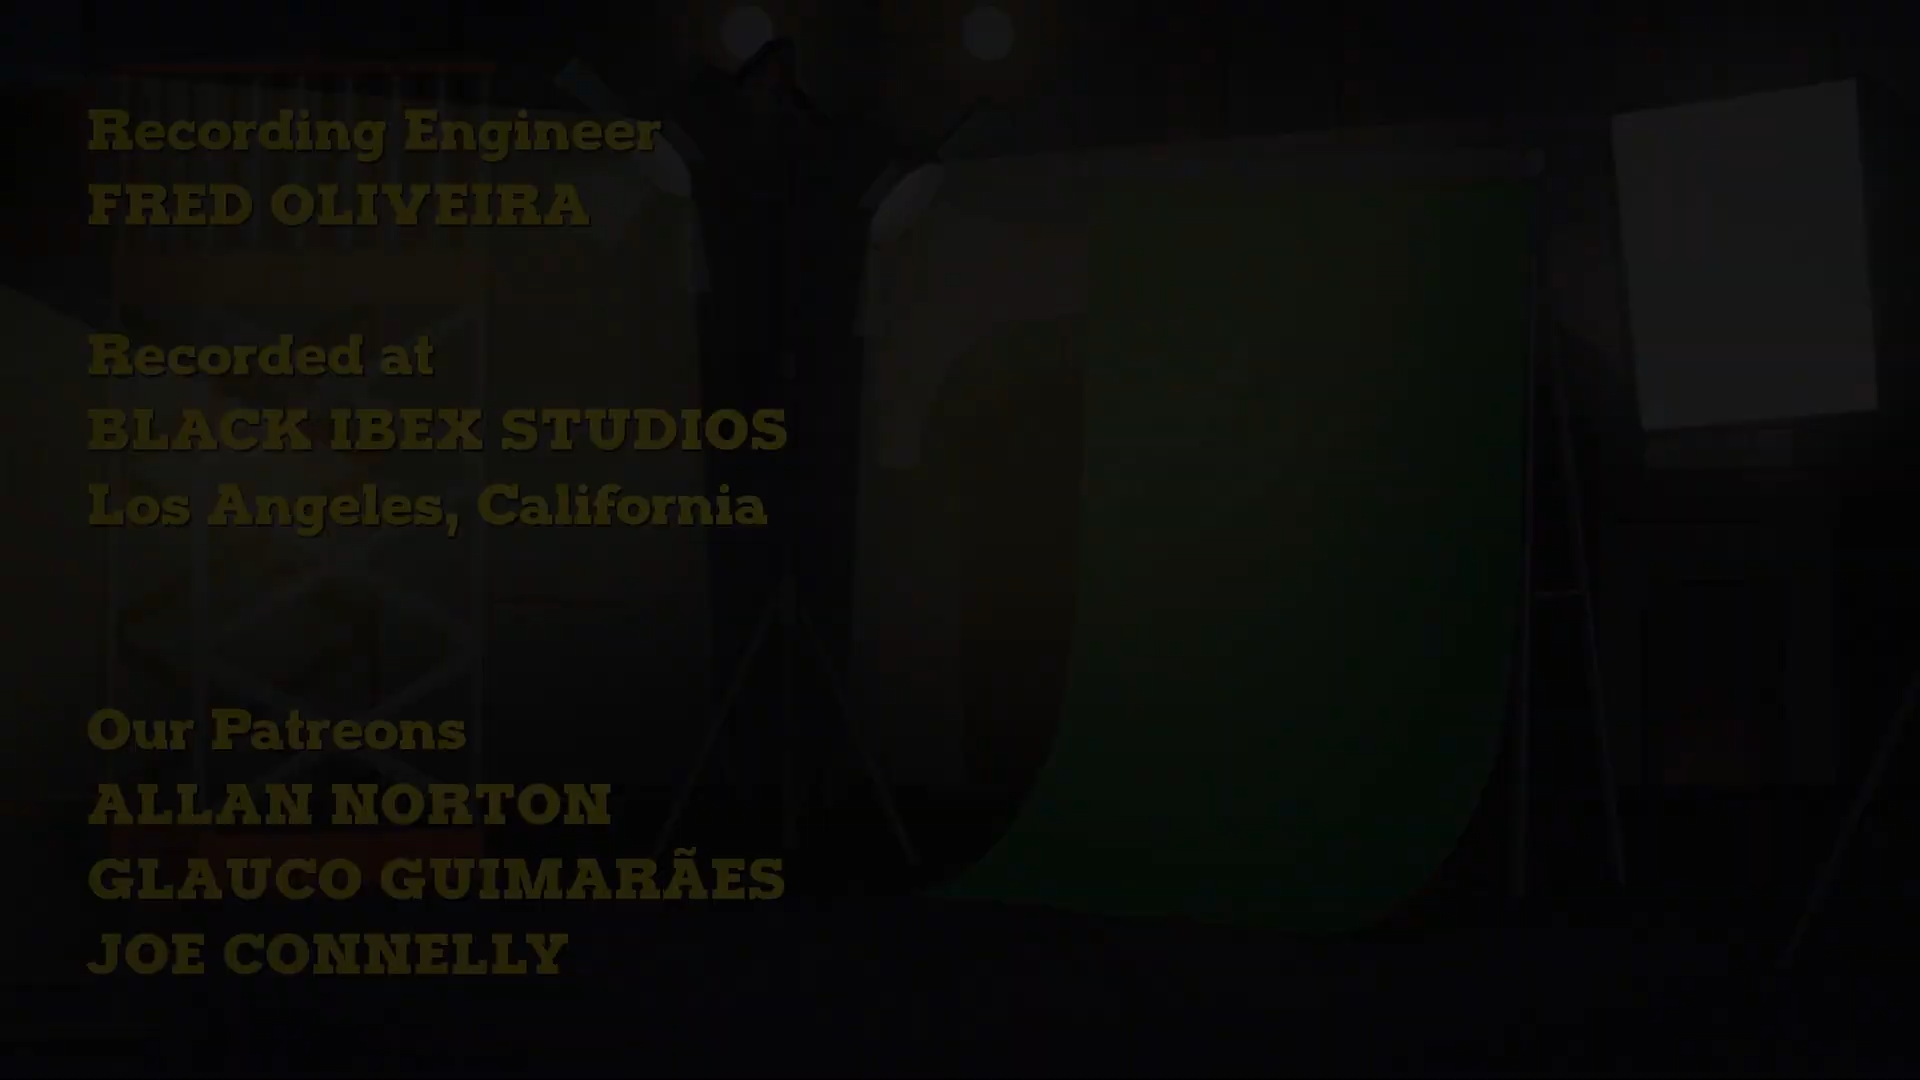 Recording Engineer
FRED OLIVEIRA
Recorded at
BLACK IBEX STUDIOS
Los Angeles, California
Our Patreons
ALLAN NORTON
GLAUCO GUIMARÃES
JOE CONNELLY